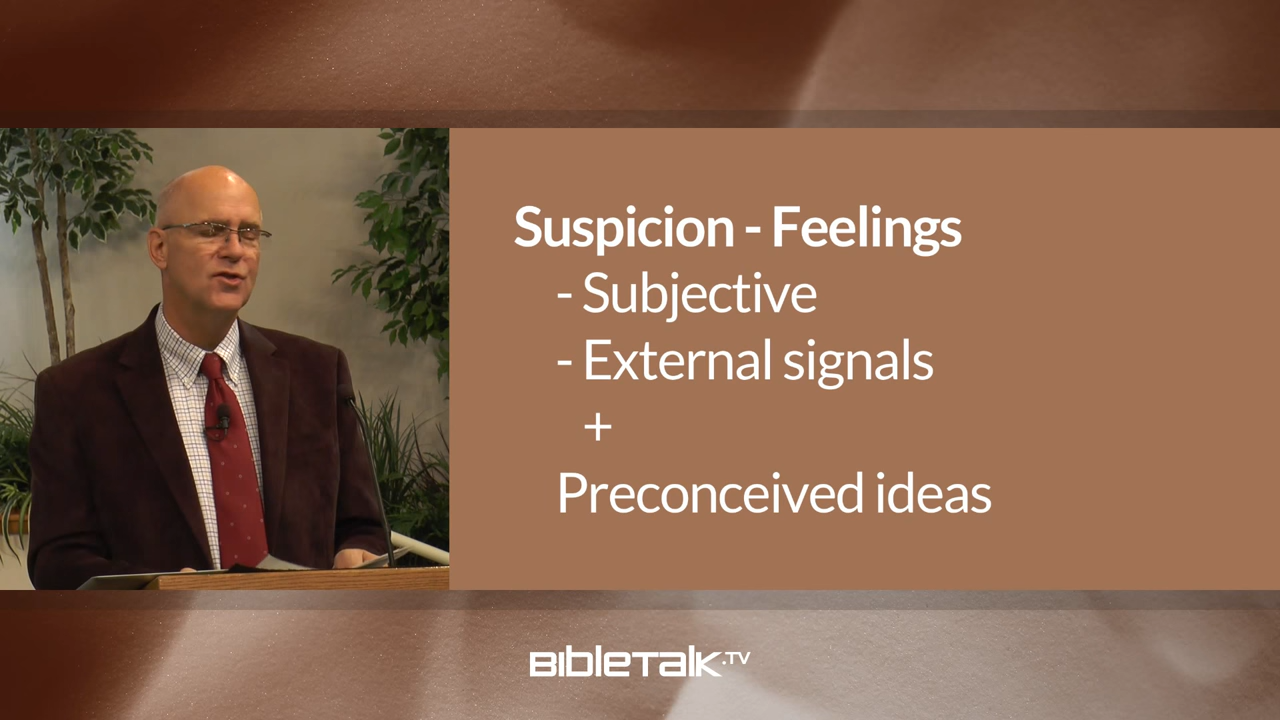 Suspicion - Feelings
- Subjective
- External signals
+
Preconceived ideas
BIBLETALK.TV